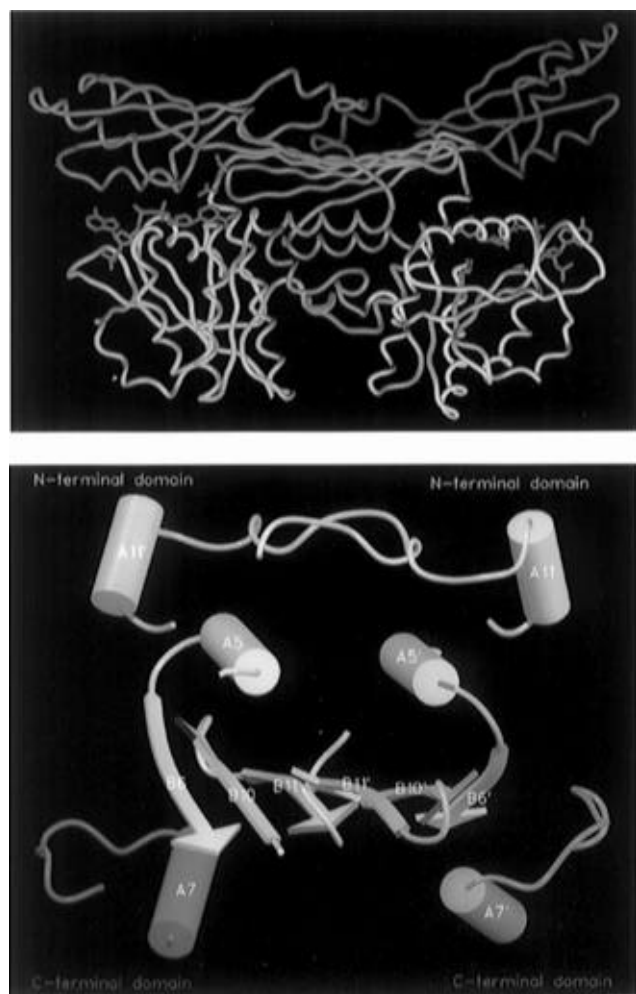 N-terminal domain
N-terminal domain
A11'
A11
A5
A5'
B6
B10
B11
B11'
B10'
B6'
A7
A7'
C-terminal domain
C-terminal domain